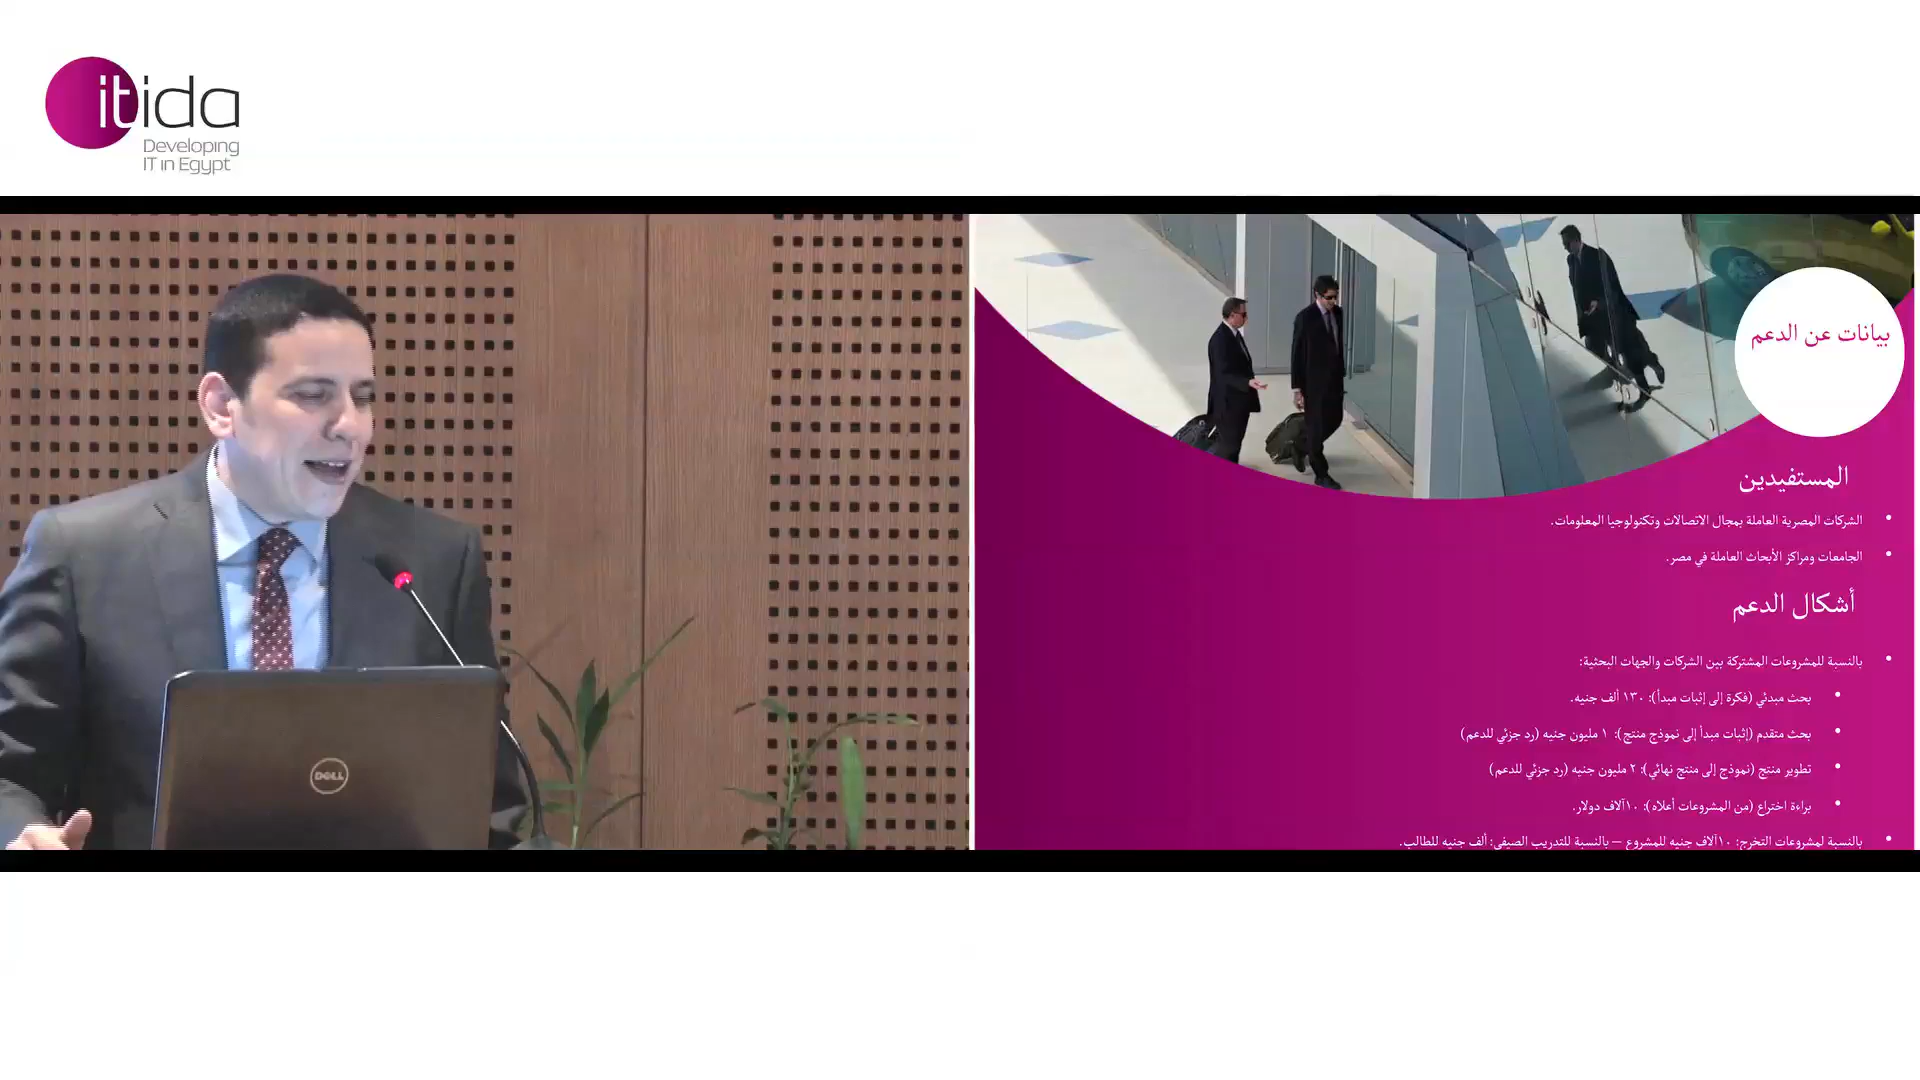 itida
Developing
IT in Egypt
DELL
بيانات عن الدعم
المستفيدين
• الشركات المصرية العاملة بمجال الاتصالات وتكنولوجيا المعلومات.
• الجامعات ومراكز الأبحاث العاملة في مصر.
أشكال الدعم
• بالنسبة للمشروعات المشتركة بين الشركات والجهات البحثية:
• بحث مبدئي (فكرة إلى إثبات مبدأ): ١٣٠ ألف جنيه.
• بحث متقدم (إثبات مبدأ إلى نموذج منتج): ١ مليون جنيه (رد جزئي للدعم)
• تطوير منتج (نموذج إلى منتج نهائي): ٢ مليون جنيه (رد جزئي للدعم)
• براءة اختراع (من المشروعات أعلاه): ١٠آلاف دولار.
• بالنسبة لمشروعات التخرج: ١٠آلاف جنيه للمشروع – بالنسبة للتدريب الصيفي: ألف جنيه للطالب.